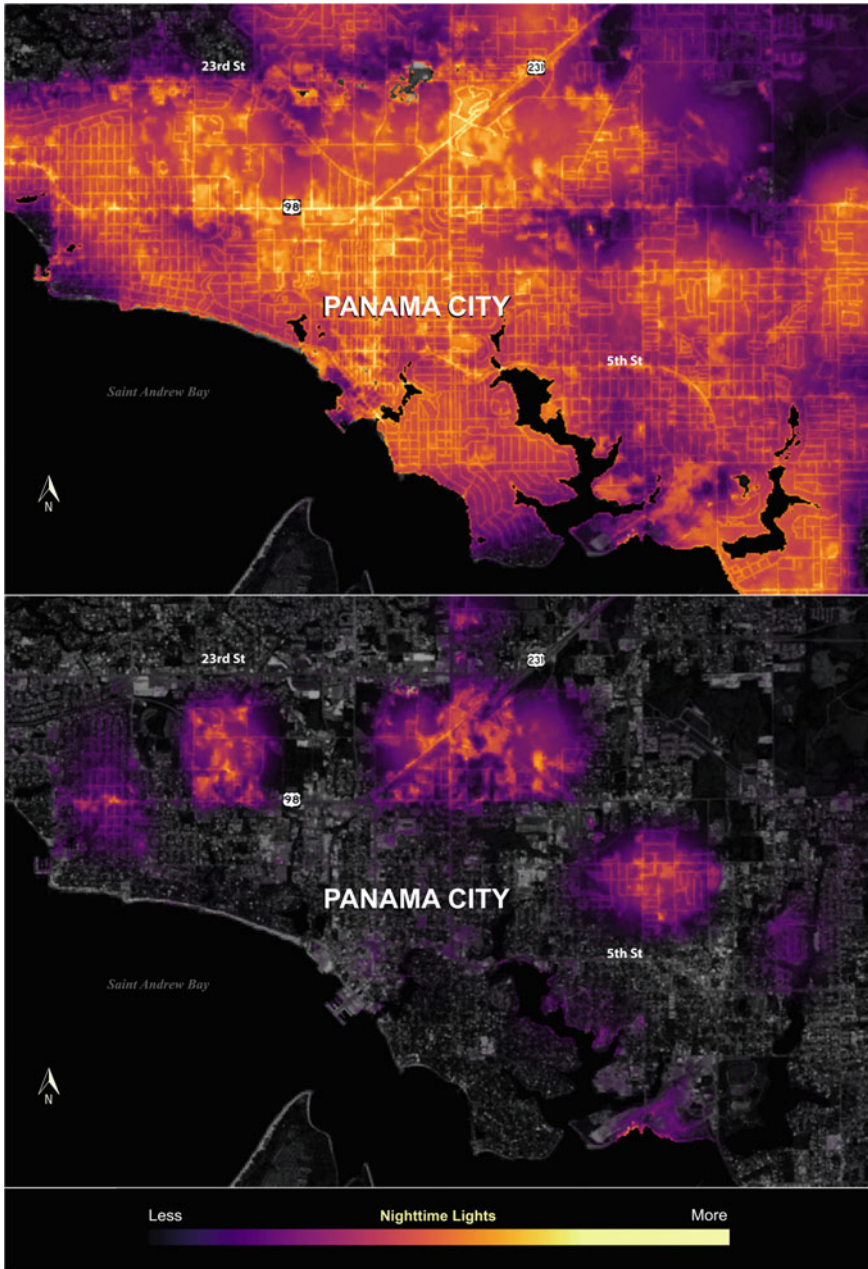 23rd St
231
98
PANAMA CITY
5th St
Saint Andrew Bay
N
23rd St
231
98
PANAMA CITY
5th St
Saint Andrew Bay
N
Less
Nighttime Lights
More